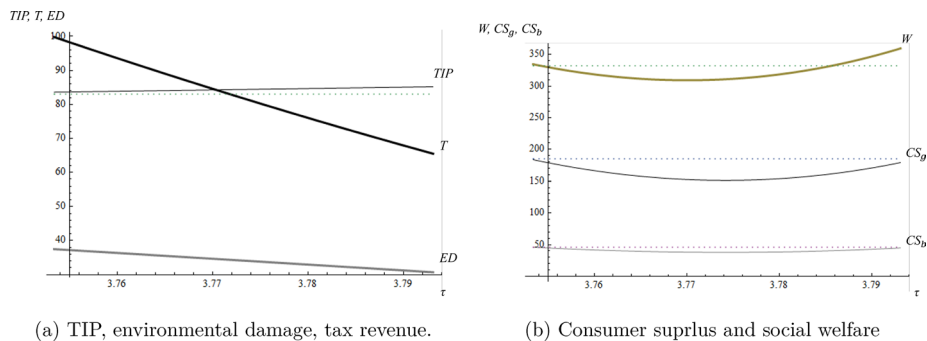 TIP, T, ED
100
90
80
70
60
50
40
TIP
T
ED
3.76 3.77 3.78 3.79
τ
(a) TIP, environmental damage, tax revenue.
W, CSg, CSb
350
300
250
200
150
100
50
W
CSg
CSb
3.76 3.77 3.78 3.79
τ
(b) Consumer suprlus and social welfare